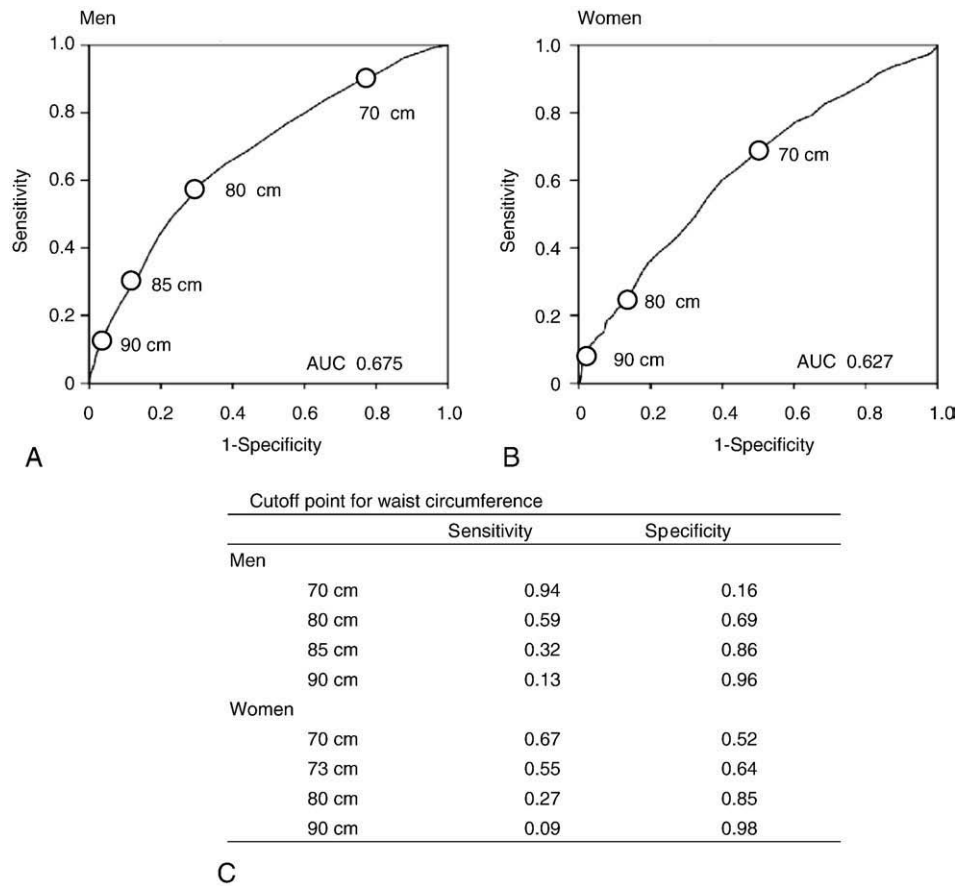 Men
1.0
0.8
0.6
0.4
0.2
0
Sensitivity
70 cm
80 cm
85 cm
90 cm
AUC 0.675
0 0.2 0.4 0.6 0.8 1.0
1-Specificity
A
Women
1.0
0.8
0.6
0.4
0.2
0
Sensitivity
70 cm
80 cm
90 cm
AUC 0.627
0 0.2 0.4 0.6 0.8 1.0
1-Specificity
B
Cutoff point for waist circumference
Sensitivity Specificity
Men
70 cm 0.94 0.16
80 cm 0.59 0.69
85 cm 0.32 0.86
90 cm 0.13 0.96
Women
70 cm 0.67 0.52
73 cm 0.55 0.64
80 cm 0.27 0.85
90 cm 0.09 0.98
C